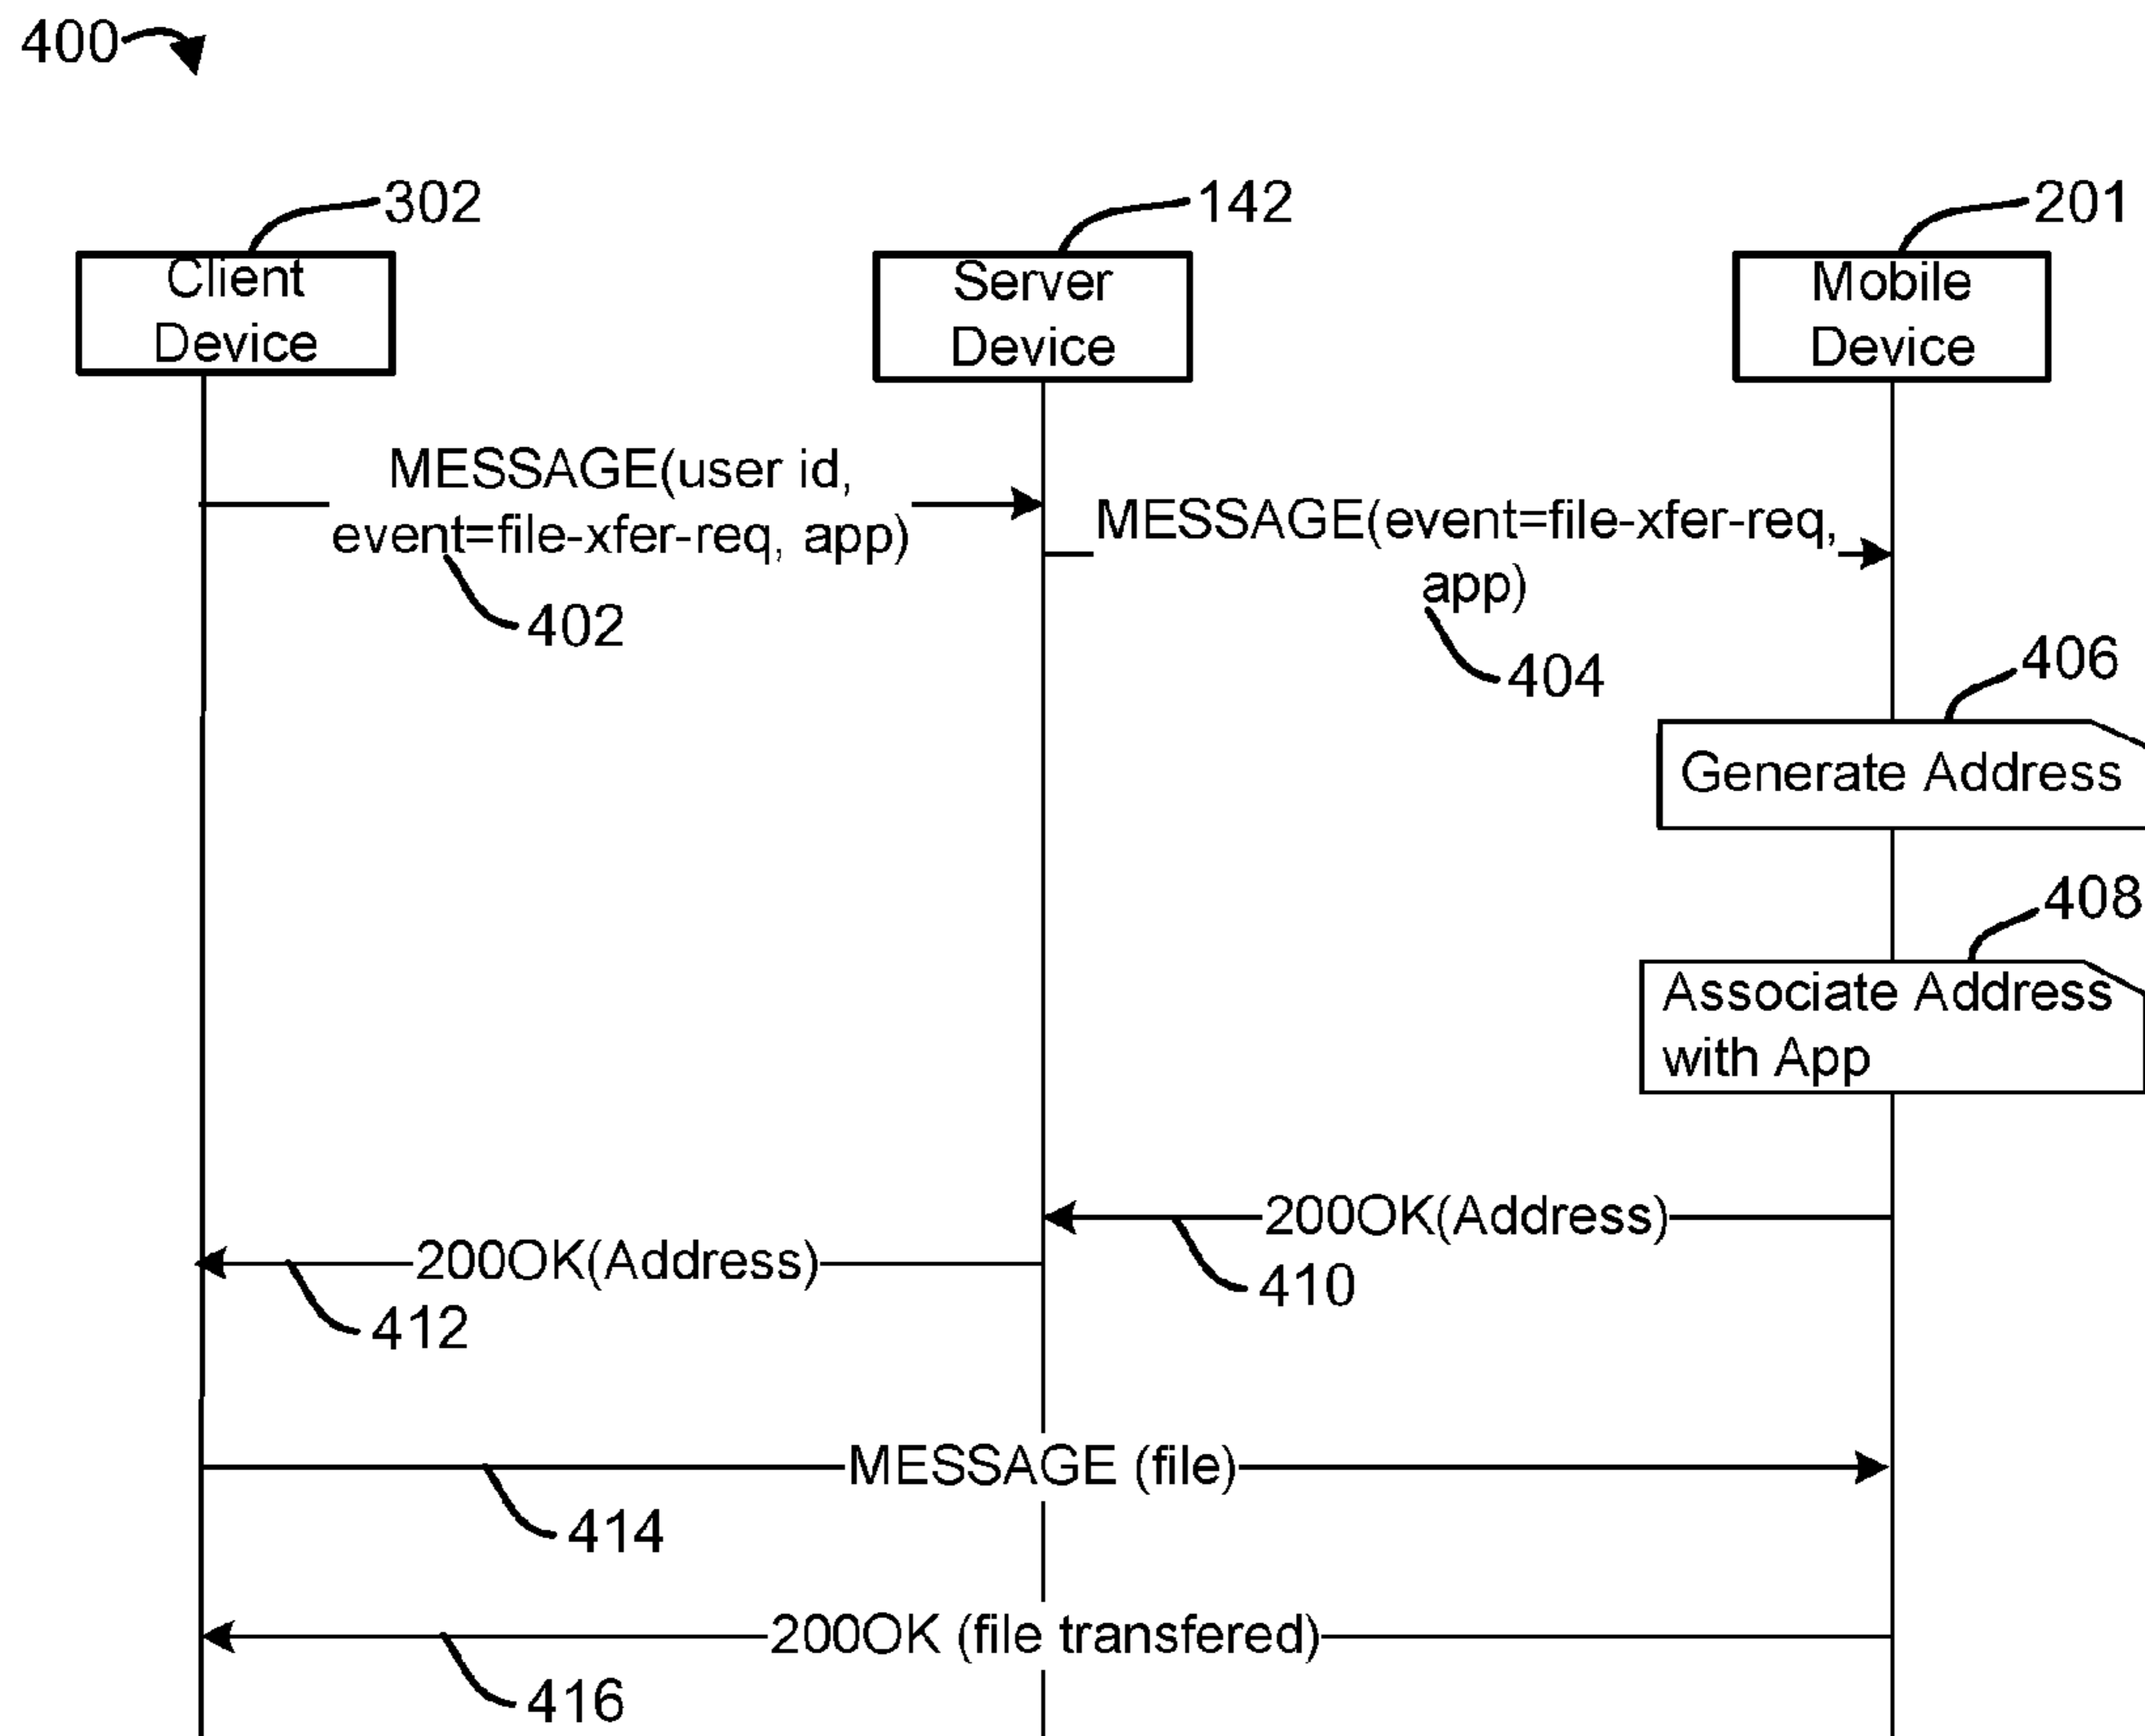 400
302
142
201
Client
Device
Server
Device
Mobile
Device
MESSAGE(user id,
event=file-xfer-req, app)
402
MESSAGE(event=file-xfer-req,
app)
404
406
Generate Address
408
Associate Address
with App
200OK(Address)
410
200OK(Address)
412
MESSAGE (file)
414
200OK (file transfered)
416